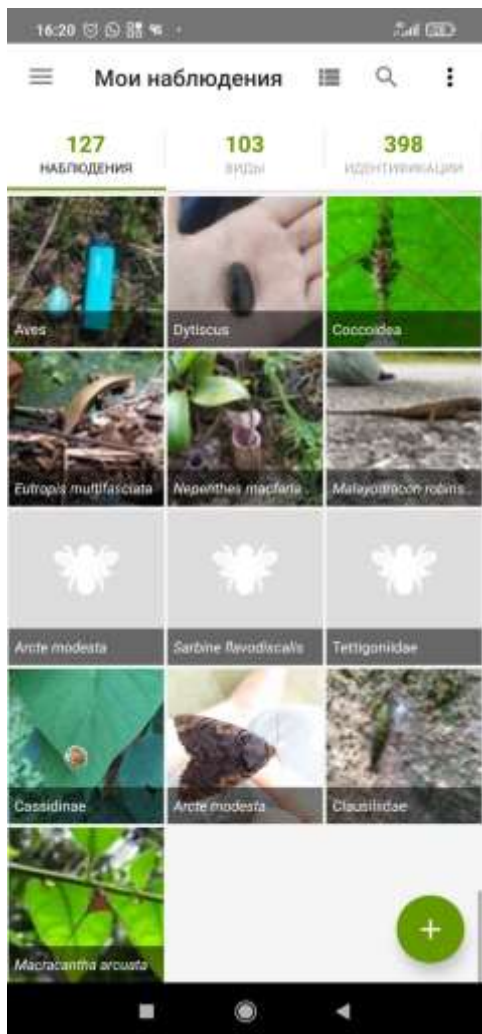 16:20
Мои наблюдения
127
НАБЛЮДЕНИЯ
103
ВИДЫ
398
ИДЕНТИФИКАЦИИ
Aves
Dytiscus
Coccoidea
Eutropis multifasciata
Nepenthes macfarla...
Malayodracon robins...
Arcte modesta
Sarbine flavodiscalis
Tettigoniidae
Cassidinae
Arcte modesta
Clausiliidae
Macracantha arcuata